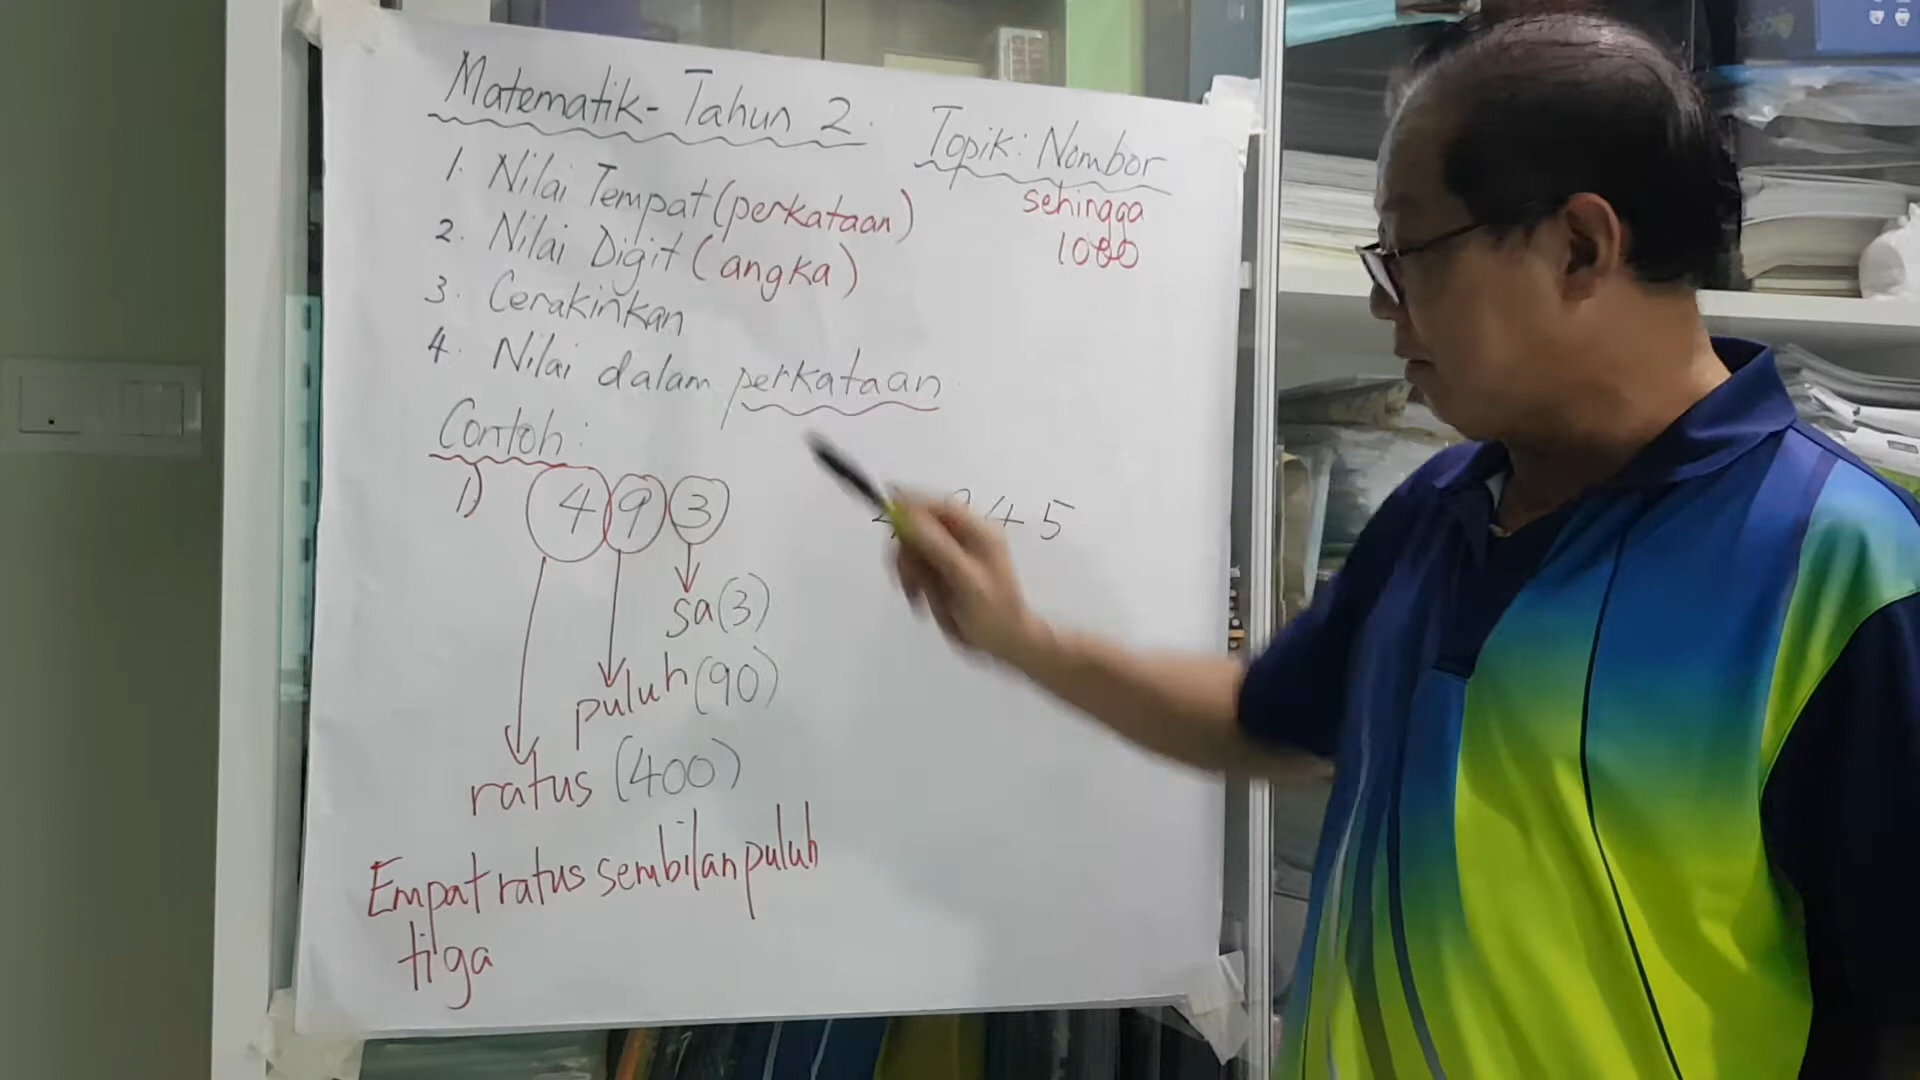 Matematik - Tahun 2.
Topik: Nombor
sehingga
1000
1. Nilai Tempat (perkataan)
2. Nilai Digit (angka)
3. Cerakinkan
4. Nilai dalam perkataan
Contoh:
1) 4 9 3
45
sa (3)
puluh (90)
ratus (400)
Empat ratus sembilan puluh
tiga